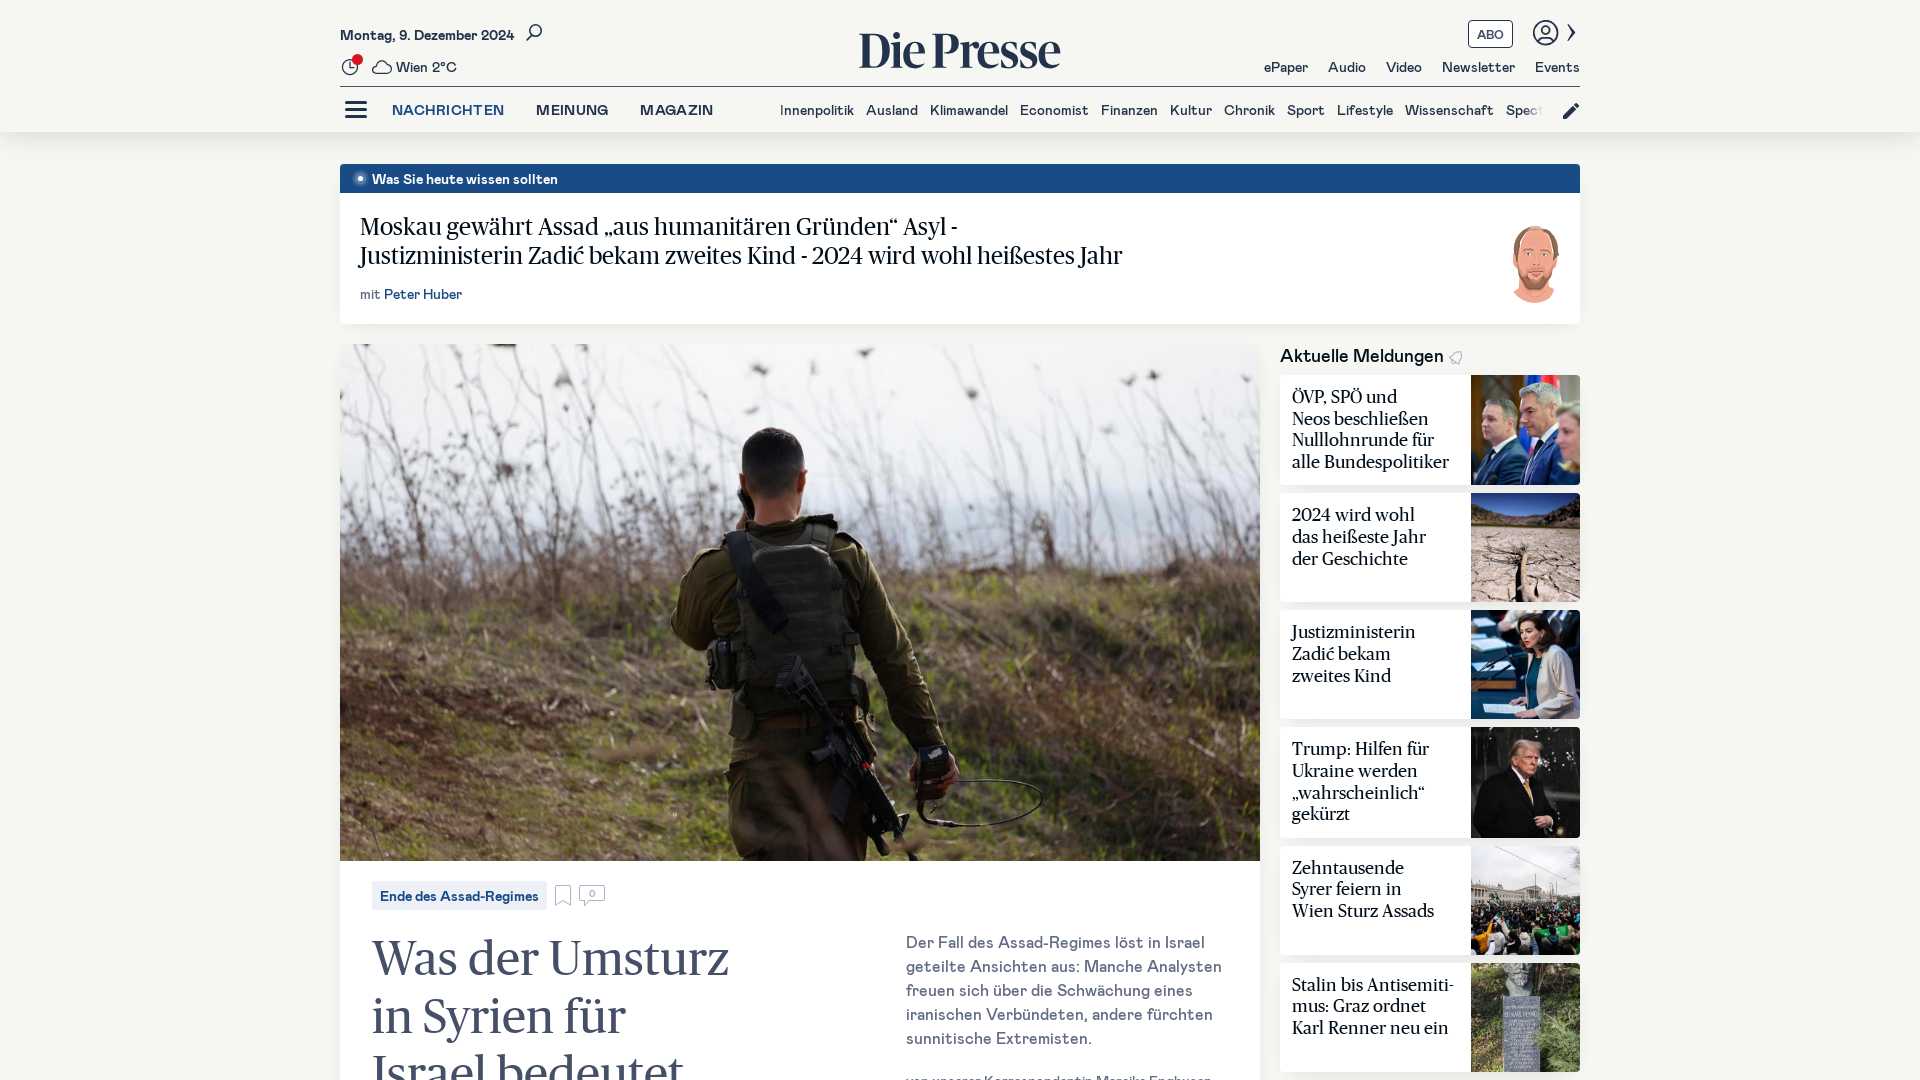 Montag, 9. Dezember 2024
Wien 2°C
Die Presse
ABO
ePaper
Audio
Video
Newsletter
Events
NACHRICHTEN
MEINUNG
MAGAZIN
Innenpolitik
Ausland
Klimawandel
Economist
Finanzen
Kultur
Chronik
Sport
Lifestyle
Wissenschaft
Spect
Was Sie heute wissen sollten
Moskau gewährt Assad „aus humanitären Gründen“ Asyl -
Justizministerin Zadić bekam zweites Kind - 2024 wird wohl heißestes Jahr
mit Peter Huber
Ende des Assad-Regimes
0
Was der Umsturz
in Syrien für
Israel bedeutet
Der Fall des Assad-Regimes löst in Israel
geteilte Ansichten aus: Manche Analysten
freuen sich über die Schwächung eines
iranischen Verbündeten, andere fürchten
sunnitische Extremisten.
von unserer Korrespondentin Mareike Enghusen
Aktuelle Meldungen
ÖVP, SPÖ und
Neos beschließen
Nulllohnrunde für
alle Bundespolitiker
2024 wird wohl
das heißeste Jahr
der Geschichte
Justizministerin
Zadić bekam
zweites Kind
Trump: Hilfen für
Ukraine werden
„wahrscheinlich“
gekürzt
Zehntausende
Syrer feiern in
Wien Sturz Assads
Stalin bis Antisemiti-
mus: Graz ordnet
Karl Renner neu ein